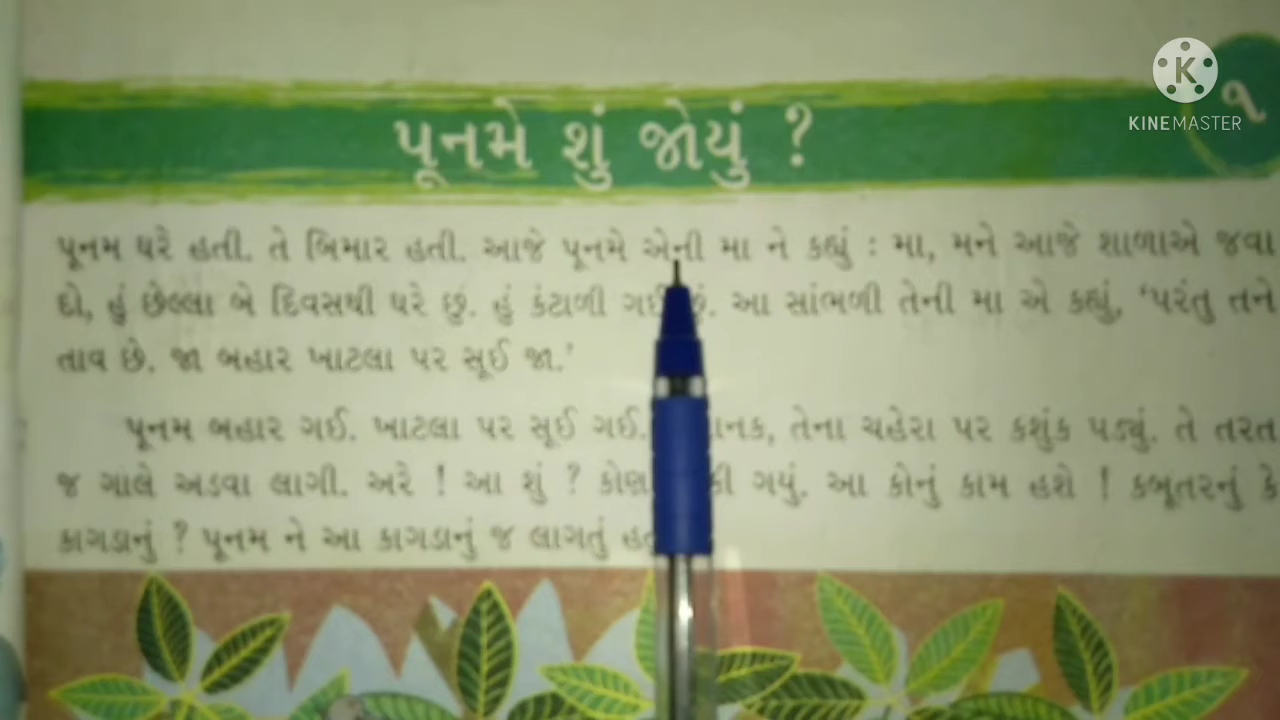 K
KINEMASTER
૧
પૂનમે શું જોયું ?
પૂનમ ઘરે હતી. તે બિમાર હતી. આજે પૂનમે એની મા ને કહ્યું : મા, મને આજે શાળાએ જવા
દો, હું છેલ્લા બે દિવસથી ઘરે છું. હું કંટાળી ગઈ છું. આ સાંભળી તેની મા એ કહ્યું, ‘પરંતુ તને
તાવ છે. જા બહાર ખાટલા પર સૂઈ જા.’
પૂનમ બહાર ગઈ. ખાટલા પર સૂઈ ગઈ. તેના ચહેરા પર કશુંક પડ્યું. તે તરત
જ ગાલે અડવા લાગી. અરે ! આ શું ? કોણ ગયું. આ કોનું કામ હશે ! કબૂતરનું કે
કાગડાનું ? પૂનમ ને આ કાગડાનું જ લાગતું